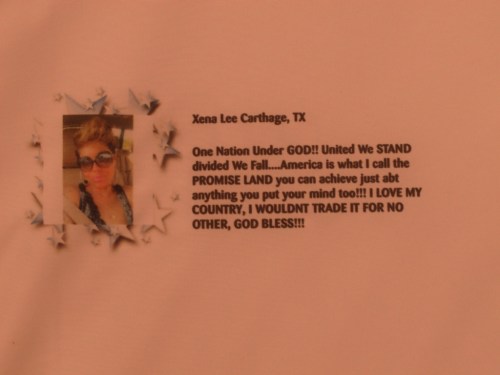 Xena Lee Carthage, TX
One Nation Under GOD!! United We STAND
divided We Fall....America is what I call the
PROMISE LAND you can achieve just abt
anything you put your mind too!!! I LOVE MY
COUNTRY, I WOULDNT TRADE IT FOR NO
OTHER, GOD BLESS!!!